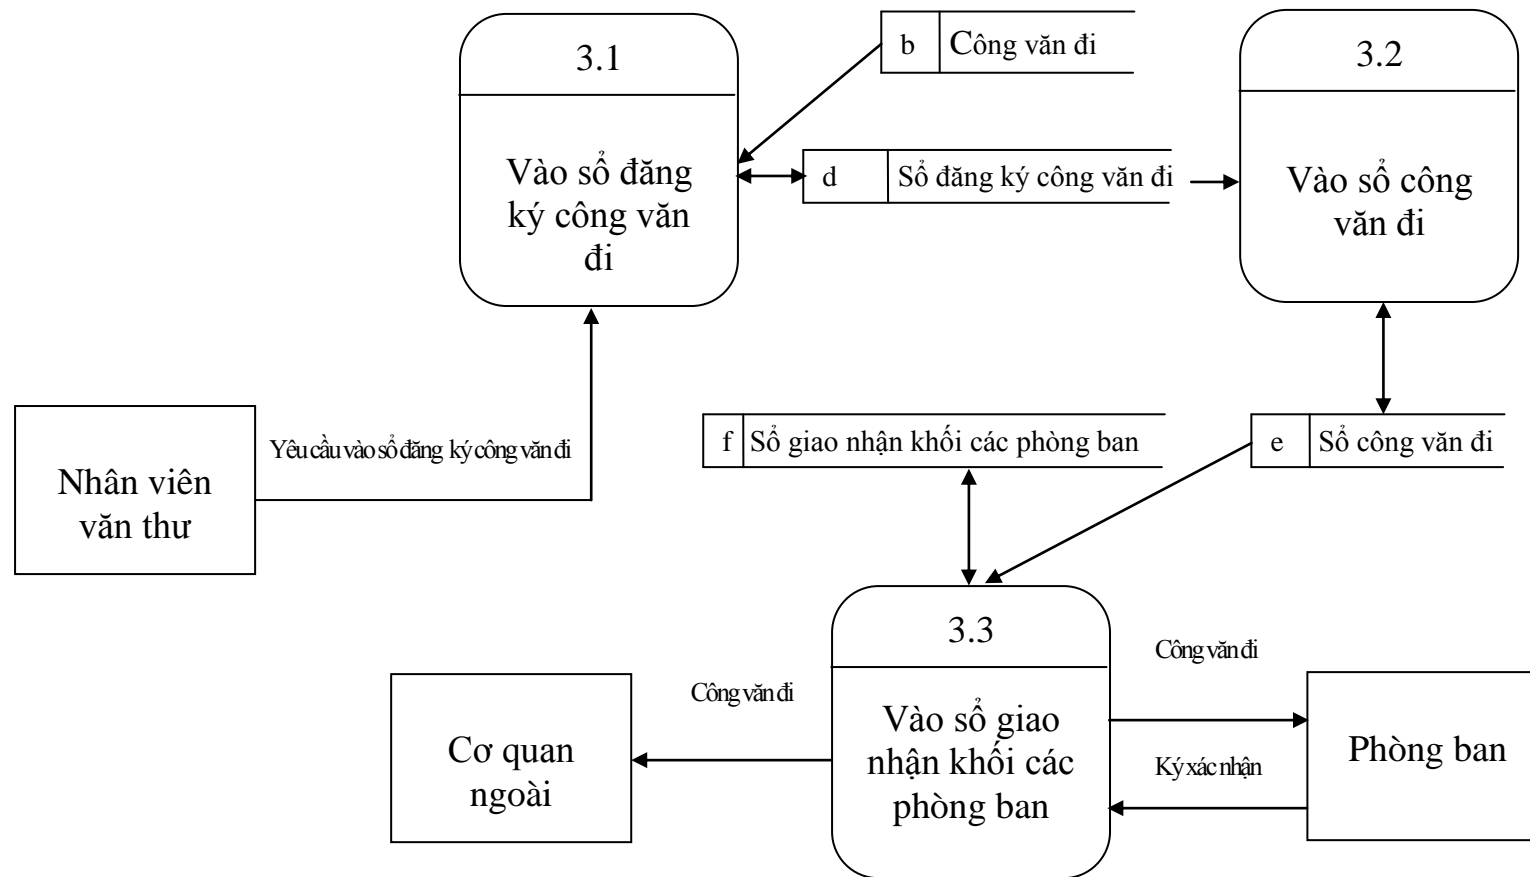 3.1
Vào sổ đăng
ký công văn
đi
b Công văn đi
d Sổ đăng ký công văn đi
3.2
Vào sổ công
văn đi
Nhân viên
văn thư
Yêu cầu vào sổ đăng ký công văn đi
f Sổ giao nhận khối các phòng ban
e Sổ công văn đi
3.3
Vào sổ giao
nhận khối các
phòng ban
Công văn đi
Cơ quan
ngoài
Công văn đi
Ký xác nhận
Phòng ban